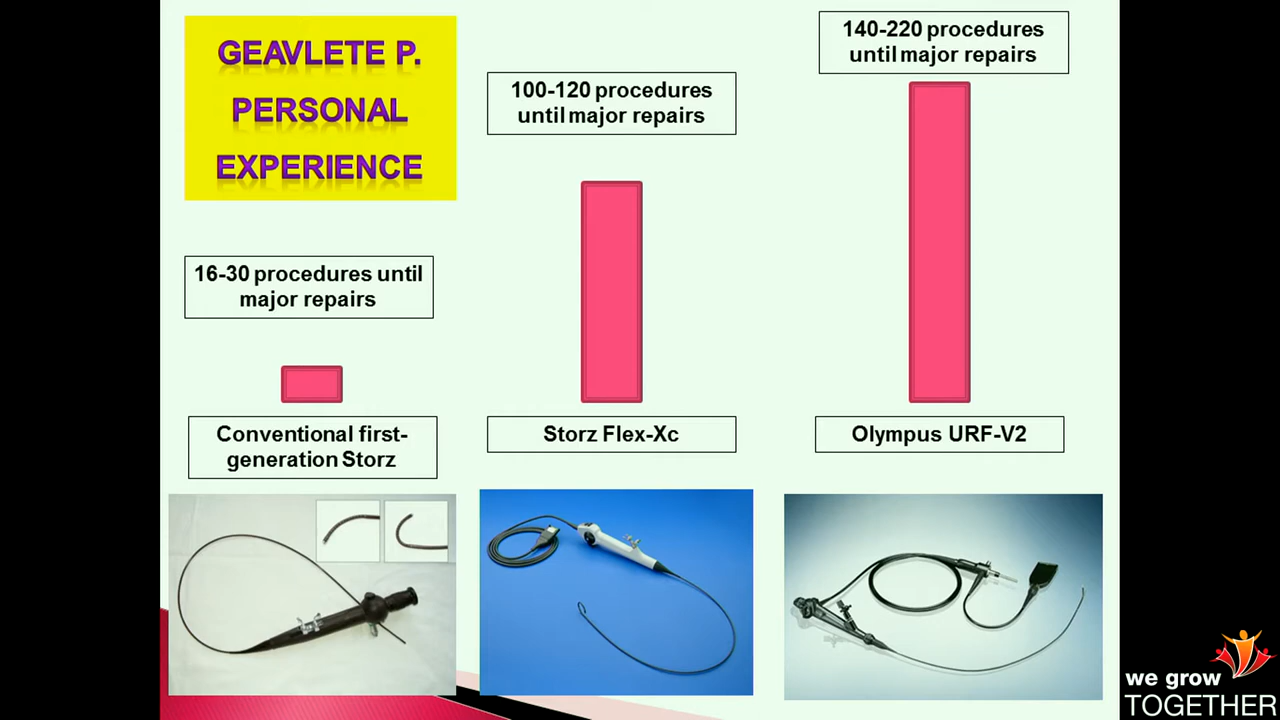 GEAVLETE P.
PERSONAL
EXPERIENCE
100-120 procedures
until major repairs
140-220 procedures
until major repairs
16-30 procedures until
major repairs
Conventional first-
generation Storz
Storz Flex-Xc
Olympus URF-V2
we grow
TOGETHER